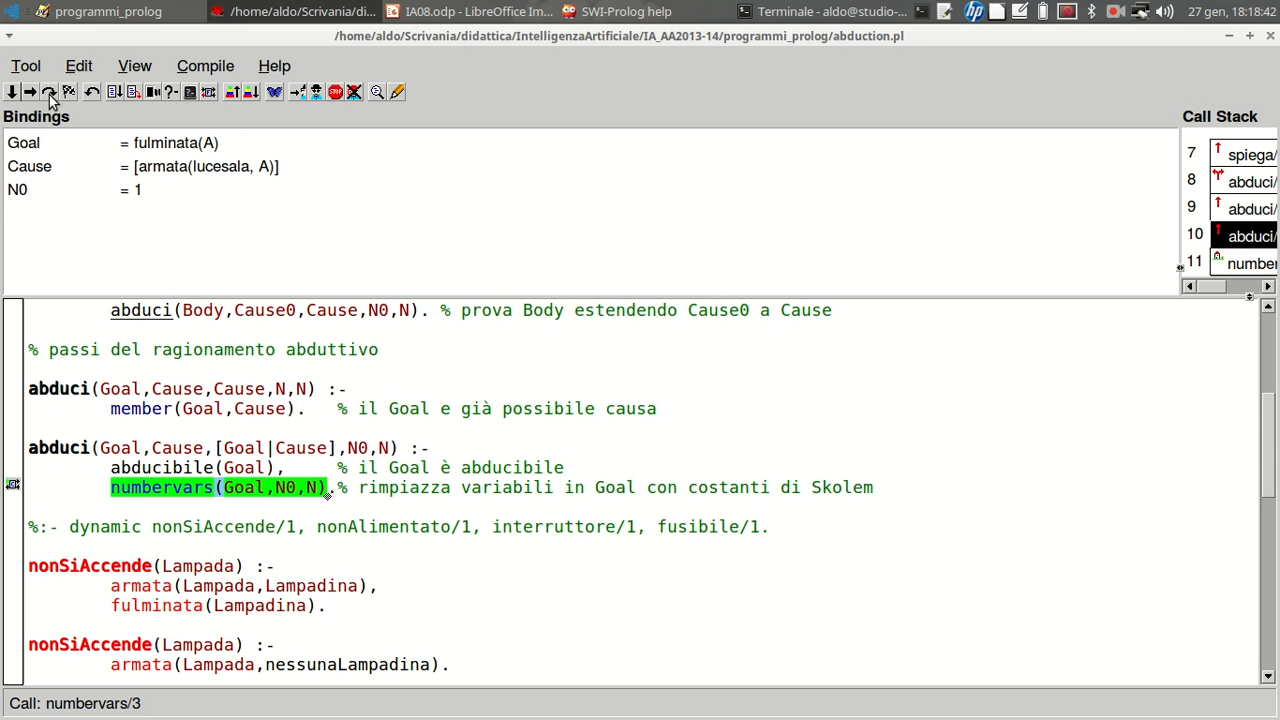 programmi_prolog /home/aldo/Scrivania/di... IA08.odp - LibreOffice Im... SWI-Prolog help Terminale - aldo@studio-... hp 27 gen, 18:18:42
/home/aldo/Scrivania/didattica/IntelligenzaArtificiale/IA_AA2013-14/programmi_prolog/abduction.pl
Tool Edit View Compile Help
Bindings Call Stack
Goal = fulminata(A)
Cause = [armata(lucesala, A)]
N0 = 1
7 spiega/
8 abduci/
9 abduci/
10 abduci/
11 number
abduci(Body,Cause0,Cause,N0,N). % prova Body estendendo Cause0 a Cause
% passi del ragionamento abduttivo
abduci(Goal,Cause,Cause,N,N) :-
member(Goal,Cause). % il Goal e già possibile causa
abduci(Goal,Cause,[Goal|Cause],N0,N) :-
abducibile(Goal), % il Goal è abducibile
numbervars(Goal,N0,N).% rimpiazza variabili in Goal con costanti di Skolem
%:- dynamic nonSiAccende/1, nonAlimentato/1, interruttore/1, fusibile/1.
nonSiAccende(Lampada) :-
armata(Lampada,Lampadina),
fulminata(Lampadina).
nonSiAccende(Lampada) :-
armata(Lampada,nessunaLampadina).
Call: numbervars/3